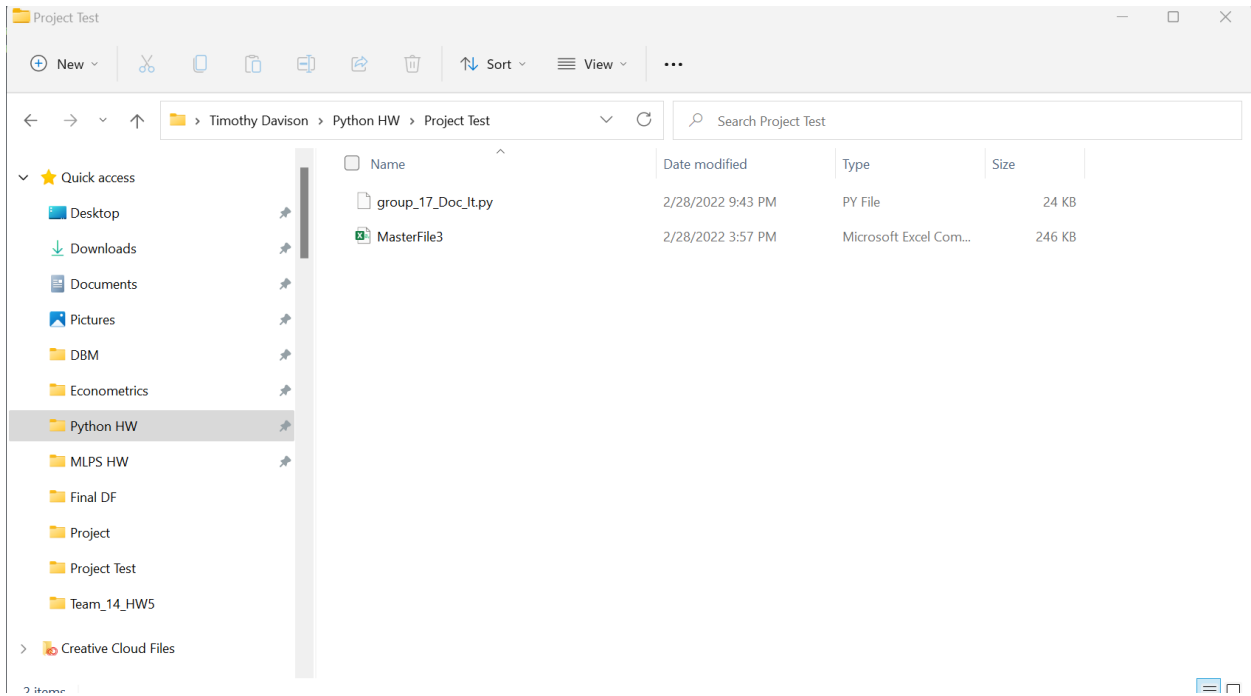 Project Test
New Sort View
Timothy Davison Python HW Project Test Search Project Test
Name Date modified Type Size
group_17_Doc_It.py 2/28/2022 9:43 PM PY File 24 KB
MasterFile3 2/28/2022 3:57 PM Microsoft Excel Com... 246 KB
Quick access
Desktop
Downloads
Documents
Pictures
DBM
Econometrics
Python HW
MLPS HW
Final DF
Project
Project Test
Team_14_HW5
Creative Cloud Files
2 items